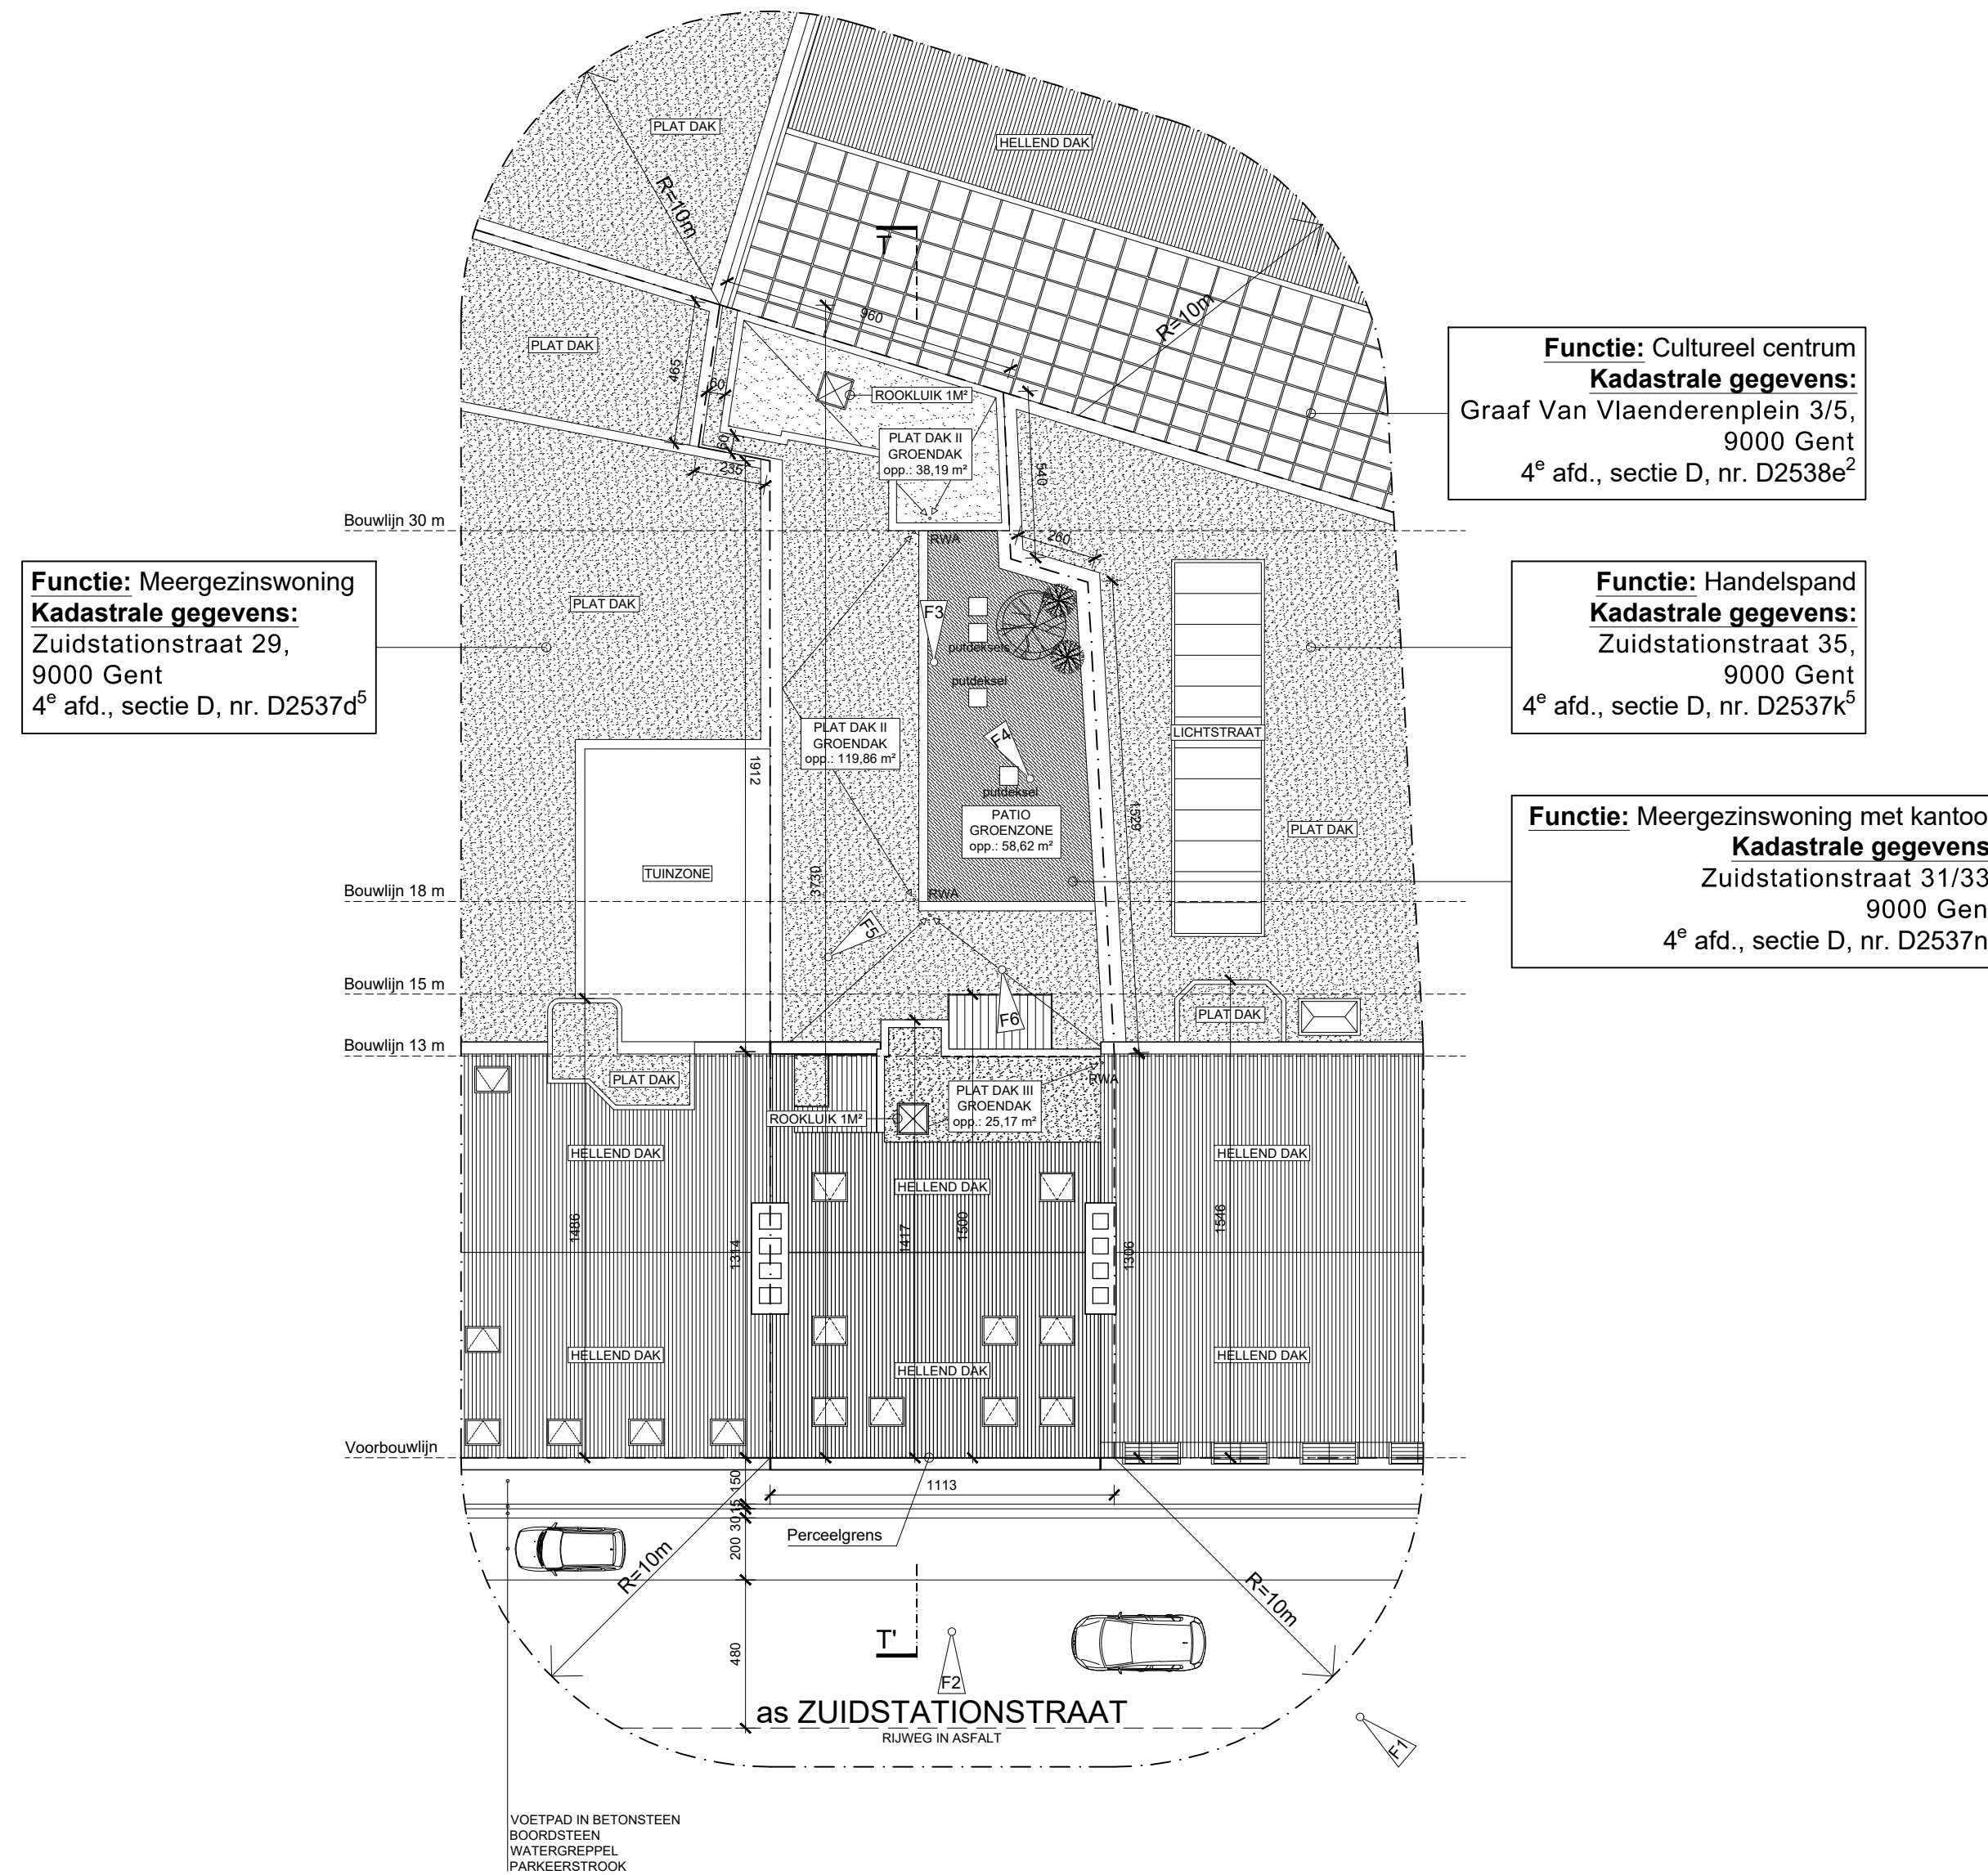 PLAT DAK
HELLEND DAK
R=10m
T
R=10m
960
PLAT DAK
465
60
ROOKLUIK 1M²
PLAT DAK II
GROENDAK
opp.: 38,19 m²
60
235
540
Functie: Cultureel centrum
Kadastrale gegevens:
Graaf Van Vlaenderenplein 3/5,
9000 Gent
4e afd., sectie D, nr. D2538e2
Bouwlijn 30 m
RWA
260
Functie: Meergezinswoning
Kadastrale gegevens:
Zuidstationstraat 29,
9000 Gent
4e afd., sectie D, nr. D2537d5
PLAT DAK
F3
putdeksels
putdeksel
Functie: Handelspand
Kadastrale gegevens:
Zuidstationstraat 35,
9000 Gent
4e afd., sectie D, nr. D2537k5
PLAT DAK II
GROENDAK
opp.: 119,86 m²
F4
LICHTSTRAAT
1912
putdeksel
PATIO
GROENZONE
opp.: 58,62 m²
1529
PLAT DAK
Functie: Meergezinswoning met kantoo
Kadastrale gegevens
Zuidstationstraat 31/33
9000 Gen
4e afd., sectie D, nr. D2537n
TUINZONE
3730
Bouwlijn 18 m
RWA
F5
Bouwlijn 15 m
F6
PLAT DAK
Bouwlijn 13 m
PLAT DAK
RWA
PLAT DAK III
GROENDAK
opp.: 25,17 m²
ROOKLUIK 1M²
HELLEND DAK
HELLEND DAK
HELLEND DAK
1486
1314
1417
1500
1306
1546
HELLEND DAK
HELLEND DAK
HELLEND DAK
Voorbouwlijn
150
15
30
200
480
1113
Perceelgrens
R=10m
R=10m
T'
F2
as ZUIDSTATIONSTRAAT
RIJWEG IN ASFALT
F1
VOETPAD IN BETONSTEEN
BOORDSTEEN
WATERGREPPEL
PARKEERSTROOK